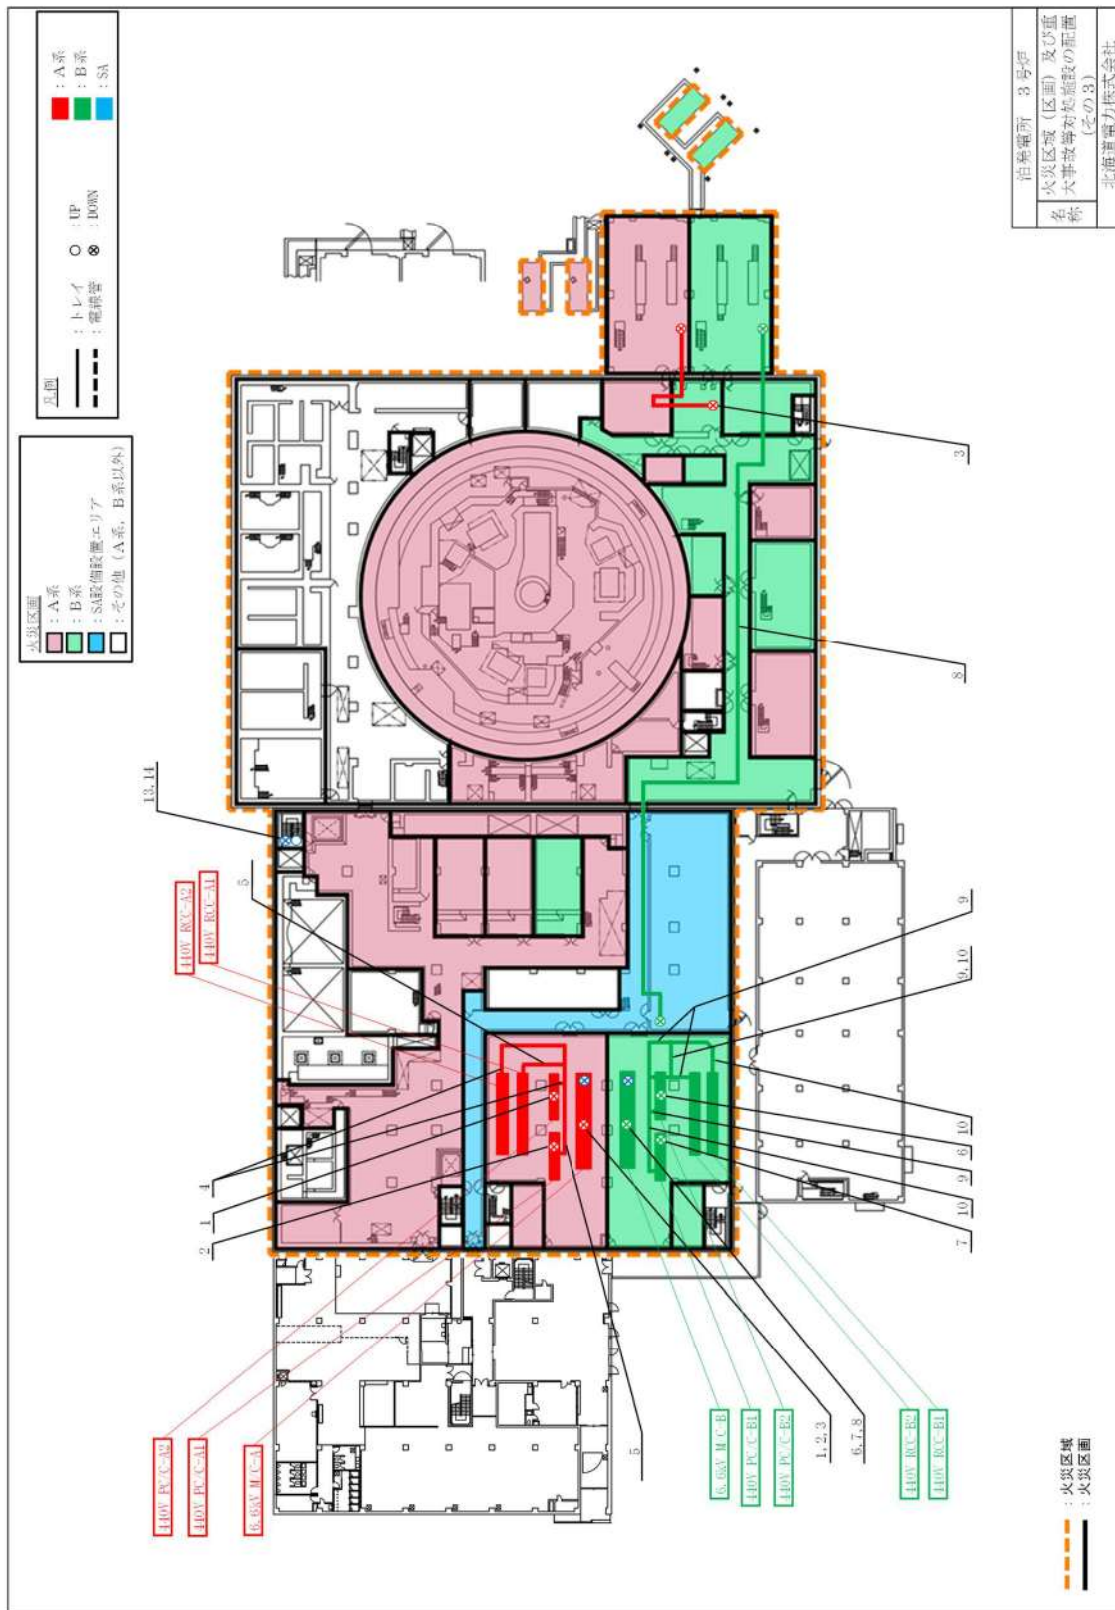 泊発電所 3号炉
名称
火災区域（区画）及び重
大事故等対処施設の配置
（その3）
北海道電力株式会社
凡例
：トレイ
：電線管
○：UP
⊗：DOWN
：A系
：B系
：SA
火災区画
：A系
：B系
：SA設備設置エリア
：その他（A系，B系以外）
13,14
440V RCC-A2
440V RCC-A1
5
4
1
2
440V PC/C-A2
440V PC/C-A1
6.6kV M/C-A
3
8
9
9,10
10
6
9
10
7
5
1,2,3
6,7,8
6.6kV M/C-B
440V PC/C-B1
440V PC/C-B2
440V RCC-B2
440V RCC-B1
：火災区域
：火災区画